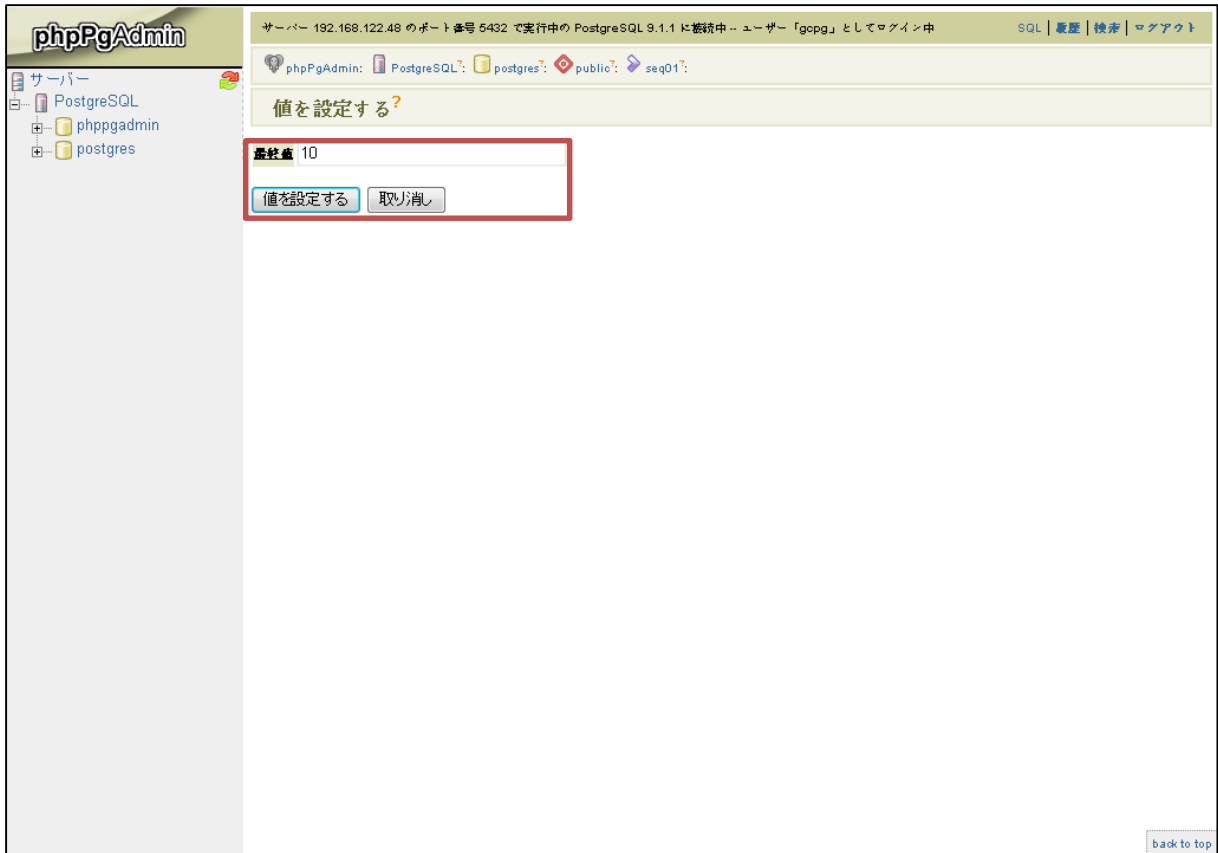 phpPgAdmin
サーバー
PostgreSQL
phppgadmin
postgres
サーバー 192.168.122.48 のポート番号 5432 で実行中の PostgreSQL 9.1.1 に接続中 -- ユーザー「gcpg」としてログイン中
SQL | 履歴 | 検索 | ログアウト
phpPgAdmin: PostgreSQL?: postgres?: public?: seq01?:
値を設定する?
最終値 10
値を設定する 取り消し
back to top